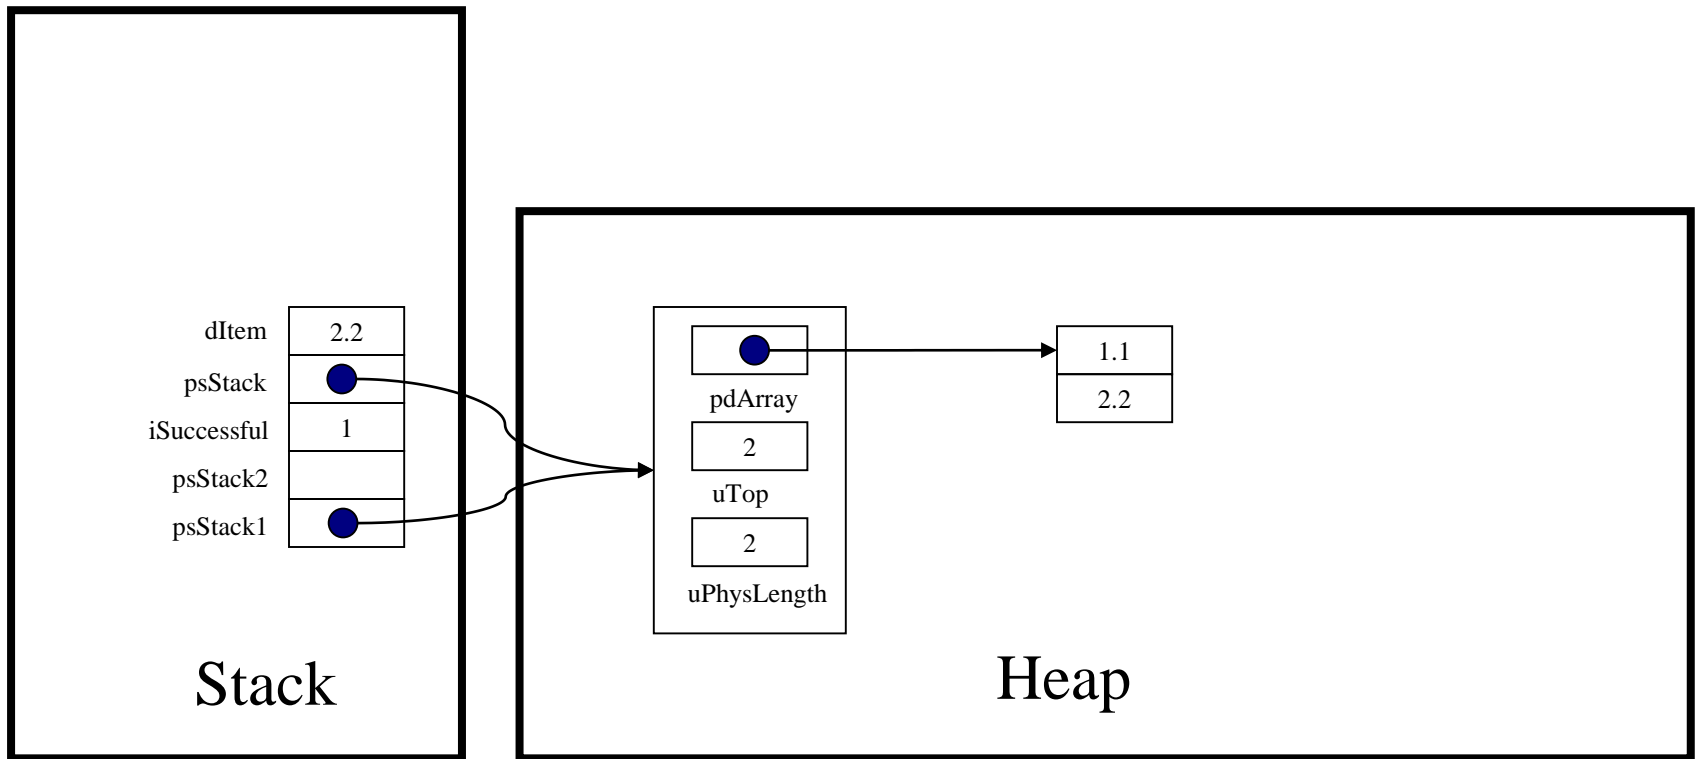 dItem 2.2
psStack
iSuccessful 1
psStack2
psStack1
Stack
pdArray
2
uTop
2
uPhysLength
1.1
2.2
Heap